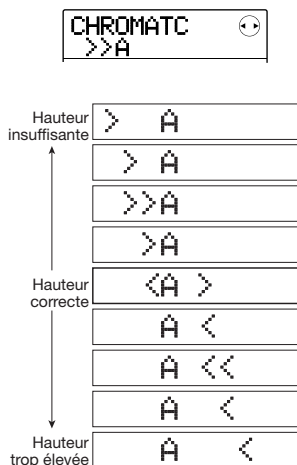 CHROMATC
>>A
Hauteur
insuffisante
> A
> A
>>A
>A
Hauteur
correcte
<A >
A <
A <<
A <
Hauteur
trop élevée
A <